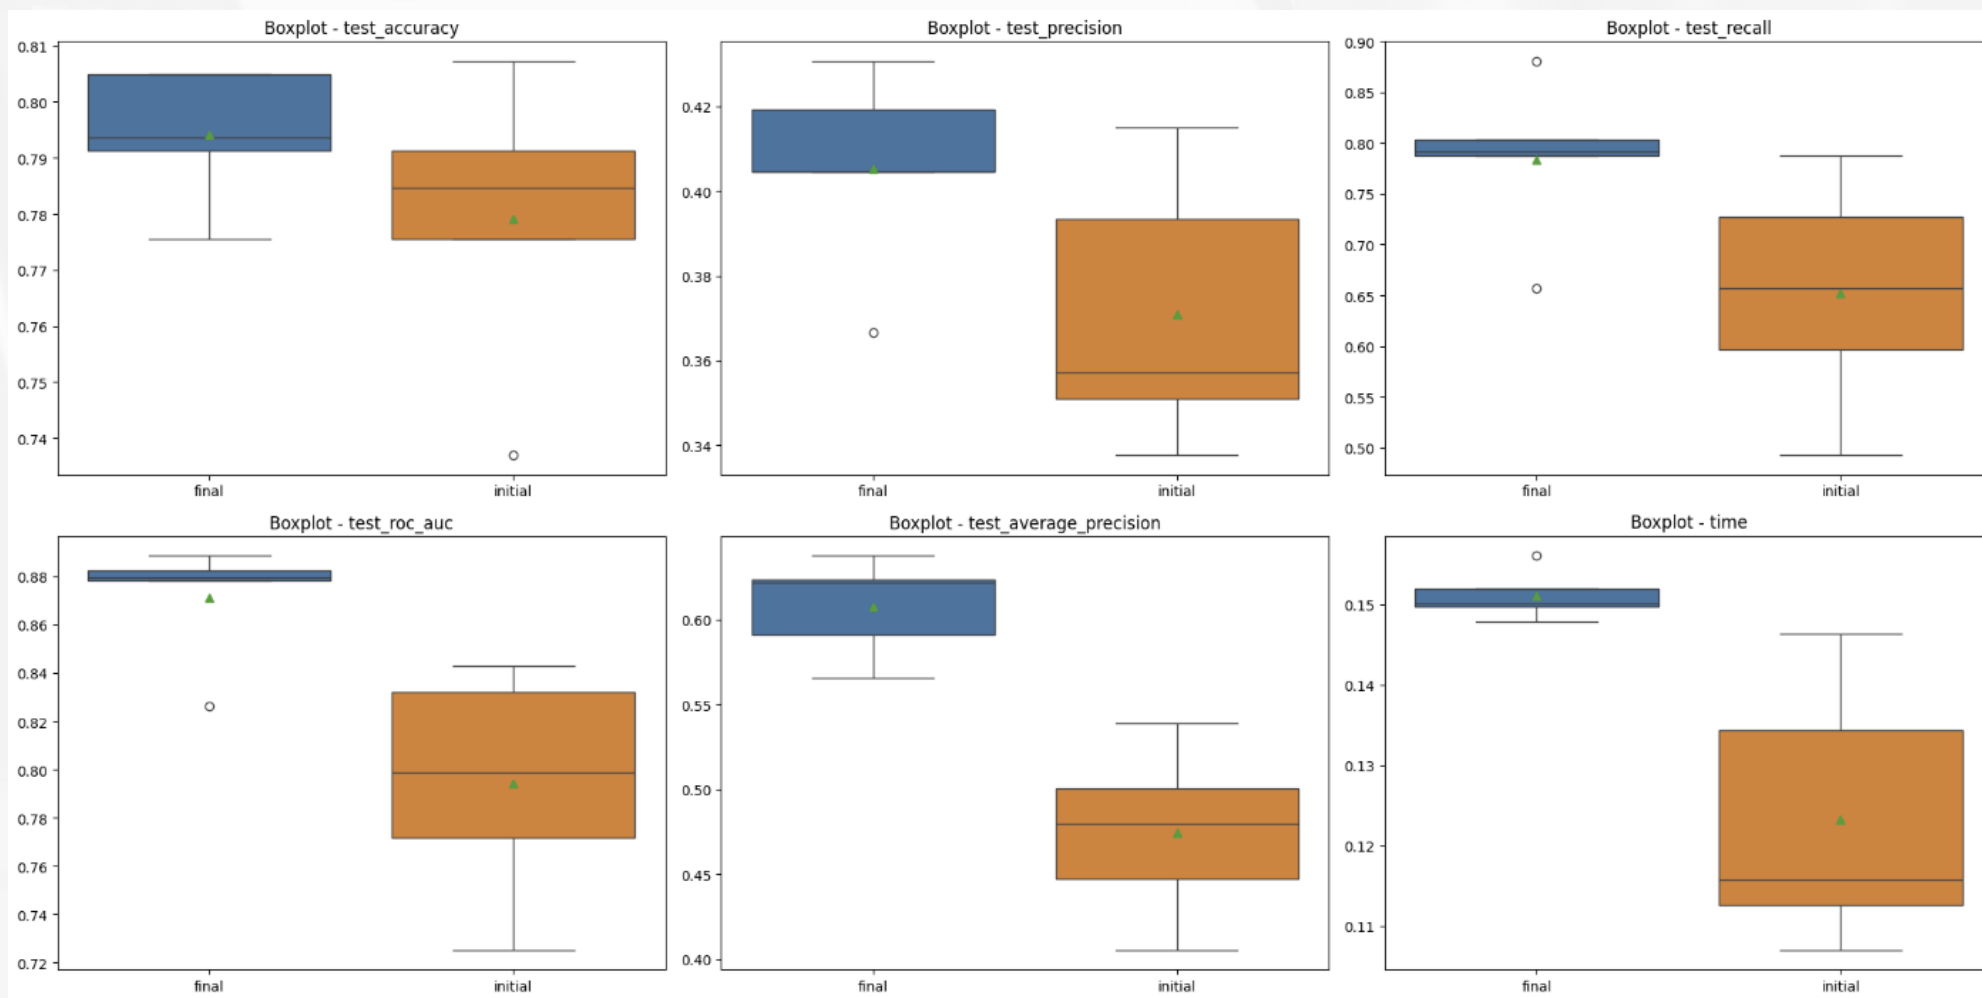 Boxplot - test_accuracy
0.81
0.80
0.79
0.78
0.77
0.76
0.75
0.74
final
initial
Boxplot - test_precision
0.42
0.40
0.38
0.36
0.34
final
initial
Boxplot - test_recall
0.90
0.85
0.80
0.75
0.70
0.65
0.60
0.55
0.50
final
initial
Boxplot - test_roc_auc
0.88
0.86
0.84
0.82
0.80
0.78
0.76
0.74
0.72
final
initial
Boxplot - test_average_precision
0.60
0.55
0.50
0.45
0.40
final
initial
Boxplot - time
0.15
0.14
0.13
0.12
0.11
final
initial